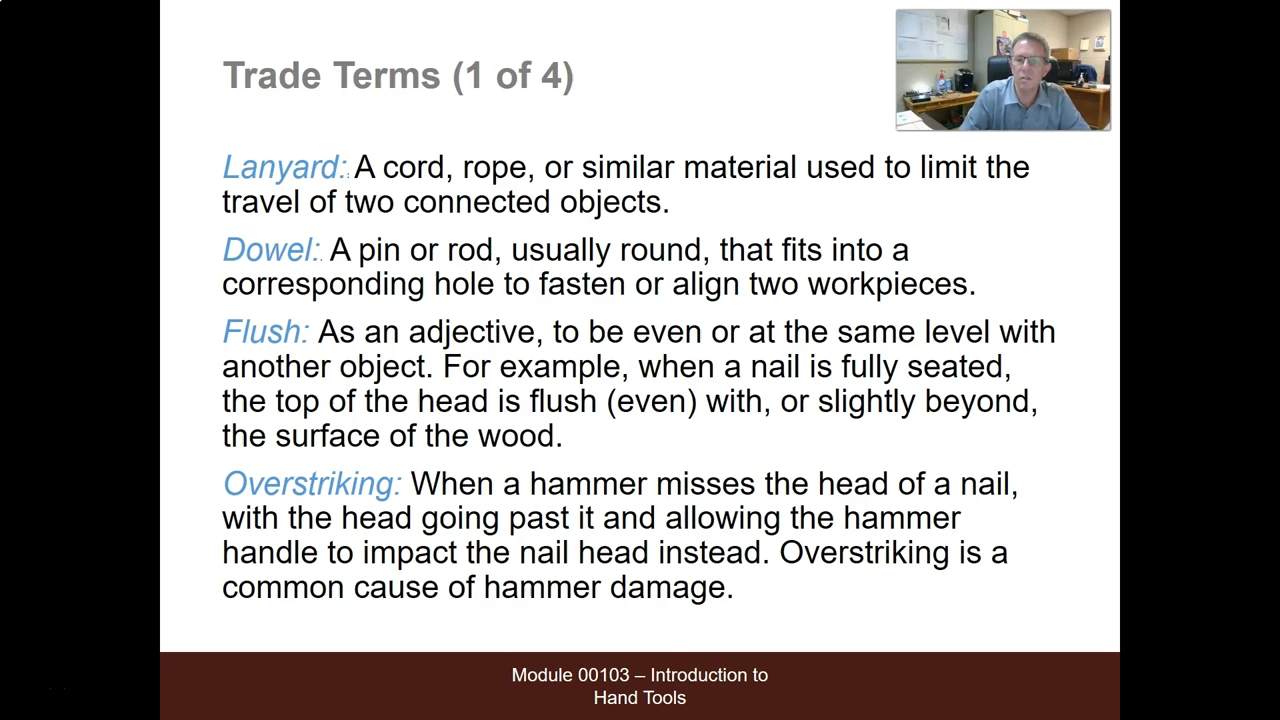 Trade Terms (1 of 4)
Lanyard: A cord, rope, or similar material used to limit the
travel of two connected objects.
Dowel: A pin or rod, usually round, that fits into a
corresponding hole to fasten or align two workpieces.
Flush: As an adjective, to be even or at the same level with
another object. For example, when a nail is fully seated,
the top of the head is flush (even) with, or slightly beyond,
the surface of the wood.
Overstriking: When a hammer misses the head of a nail,
with the head going past it and allowing the hammer
handle to impact the nail head instead. Overstriking is a
common cause of hammer damage.
Module 00103 – Introduction to
Hand Tools